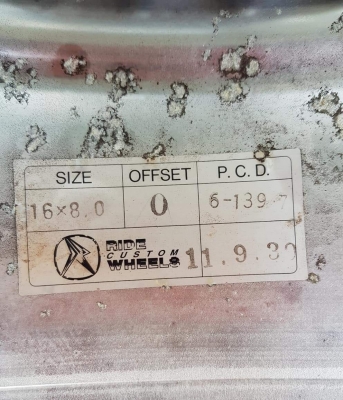 SIZE OFFSET P.C.D.
16×8.0 0 6-139-7
RIDE
CUSTOM
WHEELS 11.9.30